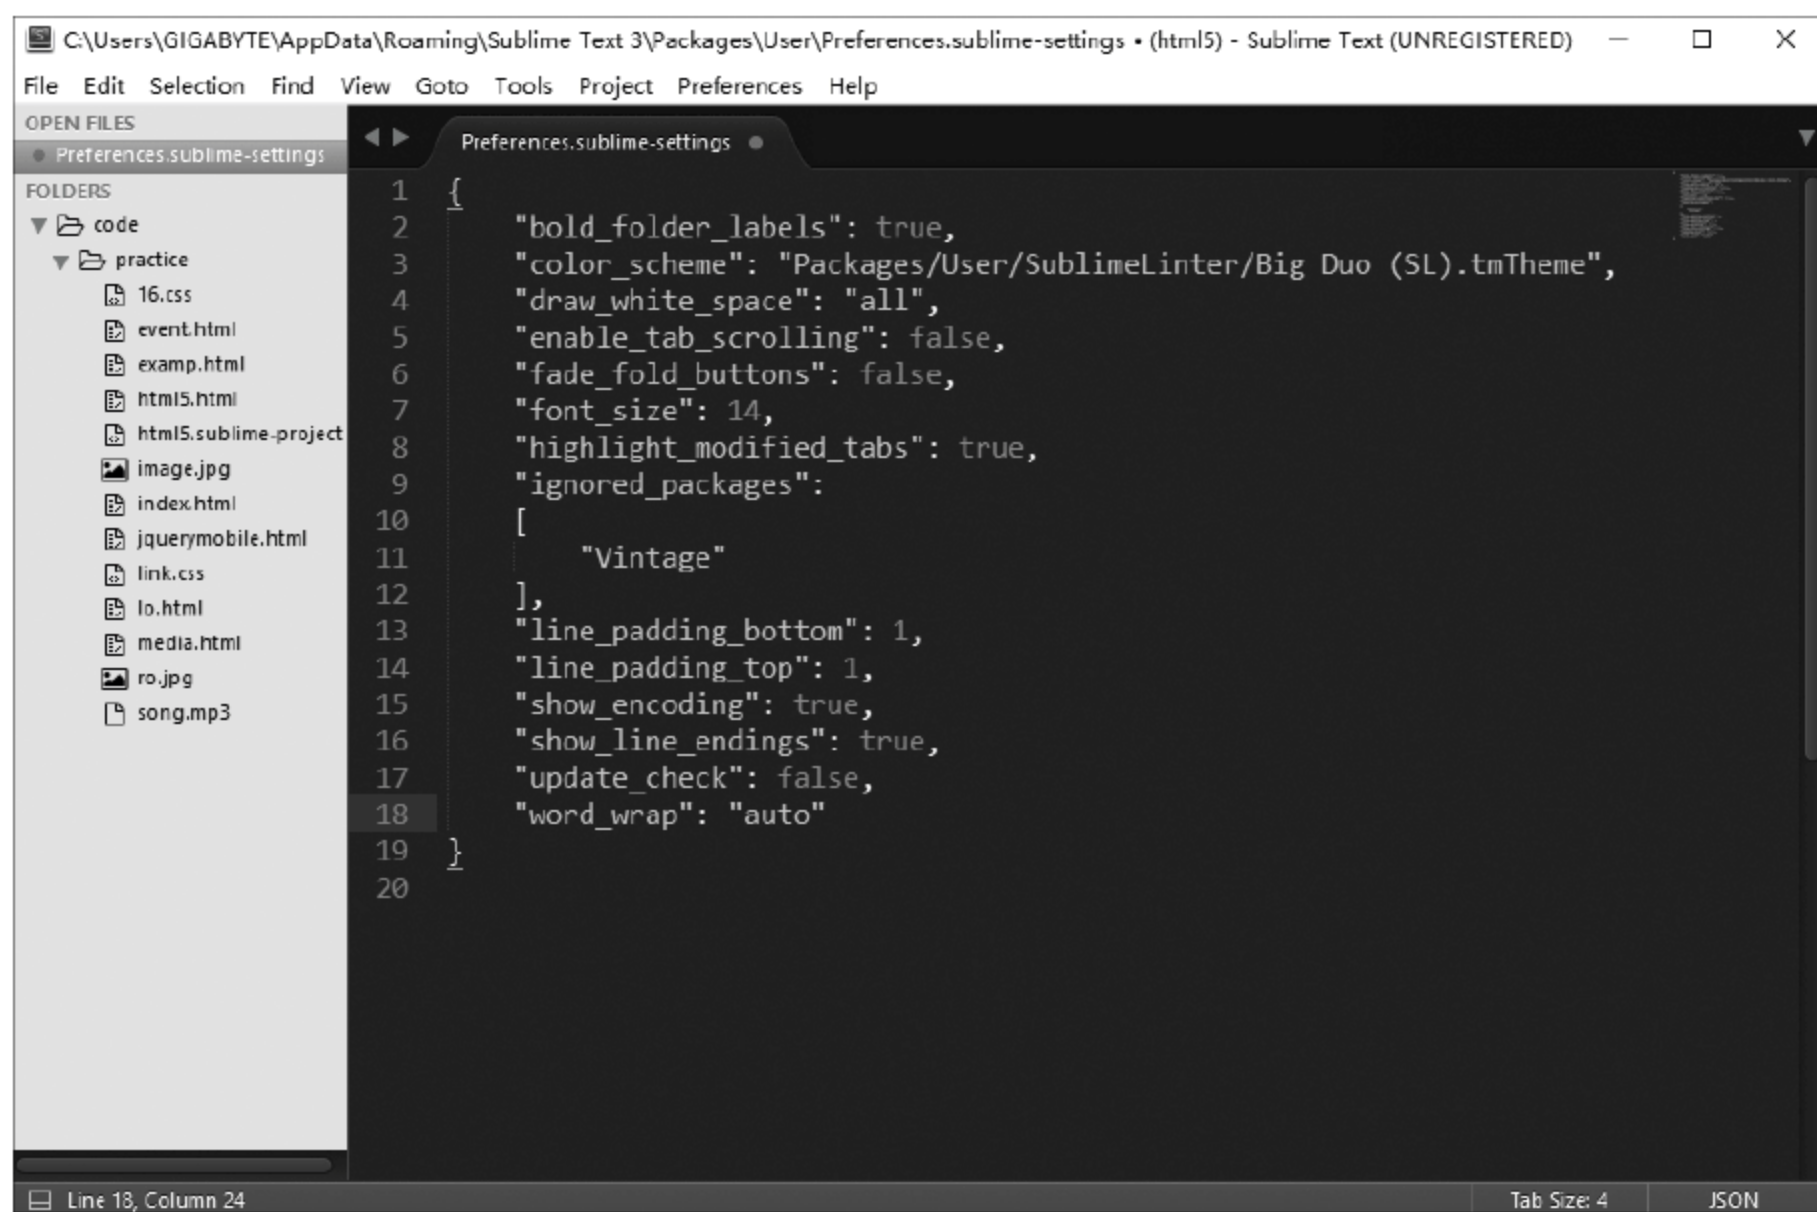 C:\Users\GIGABYTE\AppData\Roaming\Sublime Text 3\Packages\User\Preferences.sublime-settings • (html5) - Sublime Text (UNREGISTERED)
File Edit Selection Find View Goto Tools Project Preferences Help
OPEN FILES
Preferences.sublime-settings
FOLDERS
code
practice
16.css
event.html
examp.html
html5.html
html5.sublime-project
image.jpg
index.html
jquerymobile.html
link.css
lo.html
media.html
ro.jpg
song.mp3
Preferences.sublime-settings
1 {
2 "bold_folder_labels": true,
3 "color_scheme": "Packages/User/SublimeLinter/Big Duo (SL).tmTheme",
4 "draw_white_space": "all",
5 "enable_tab_scrolling": false,
6 "fade_fold_buttons": false,
7 "font_size": 14,
8 "highlight_modified_tabs": true,
9 "ignored_packages":
10 [
11 "Vintage"
12 ],
13 "line_padding_bottom": 1,
14 "line_padding_top": 1,
15 "show_encoding": true,
16 "show_line_endings": true,
17 "update_check": false,
18 "word_wrap": "auto"
19 }
20
Line 18, Column 24 Tab Size: 4 JSON